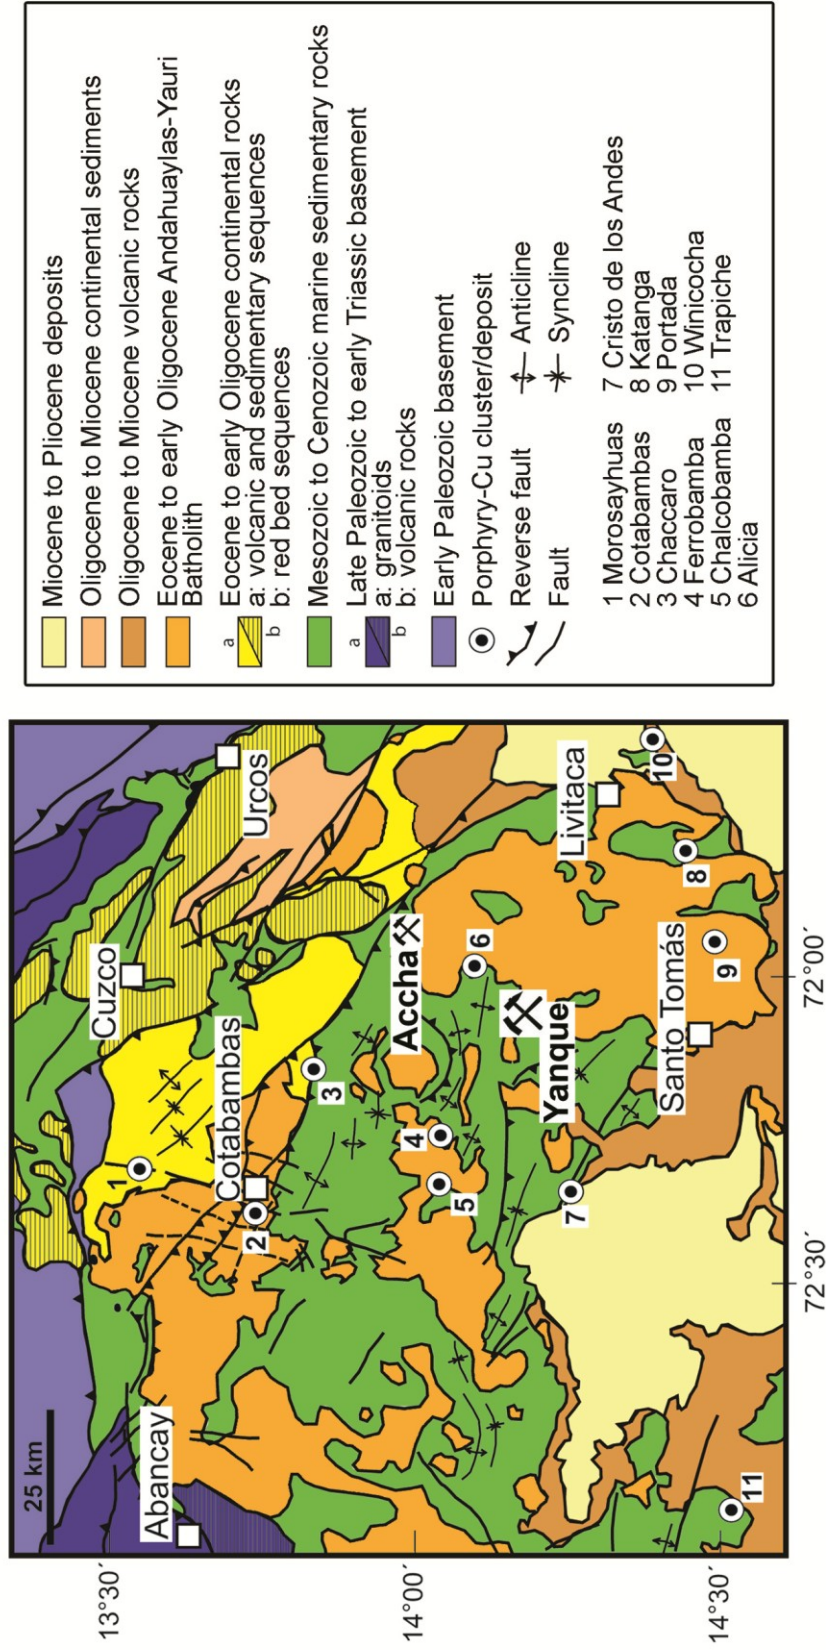 25 km
Abancay
Cotabambas
Cuzco
Urcos
Accha
Yanque
Santo Tomás
Livitaca
1
2
3
4
5
6
7
8
9
10
11
13°30´
14°00´
14°30´
72°30´
72°00´
Miocene to Pliocene deposits
Oligocene to Miocene continental sediments
Oligocene to Miocene volcanic rocks
Eocene to early Oligocene Andahuaylas-Yauri
Batholith
a
b
Eocene to early Oligocene continental rocks
a: volcanic and sedimentary sequences
b: red bed sequences
Mesozoic to Cenozoic marine sedimentary rocks
a
b
Late Paleozoic to early Triassic basement
a: granitoids
b: volcanic rocks
Early Paleozoic basement
Porphyry-Cu cluster/deposit
Reverse fault
Anticline
Fault
Syncline
1 Morosayhuas
2 Cotabambas
3 Chaccaro
4 Ferrobamba
5 Chalcobamba
6 Alicia
7 Cristo de los Andes
8 Katanga
9 Portada
10 Winicocha
11 Trapiche